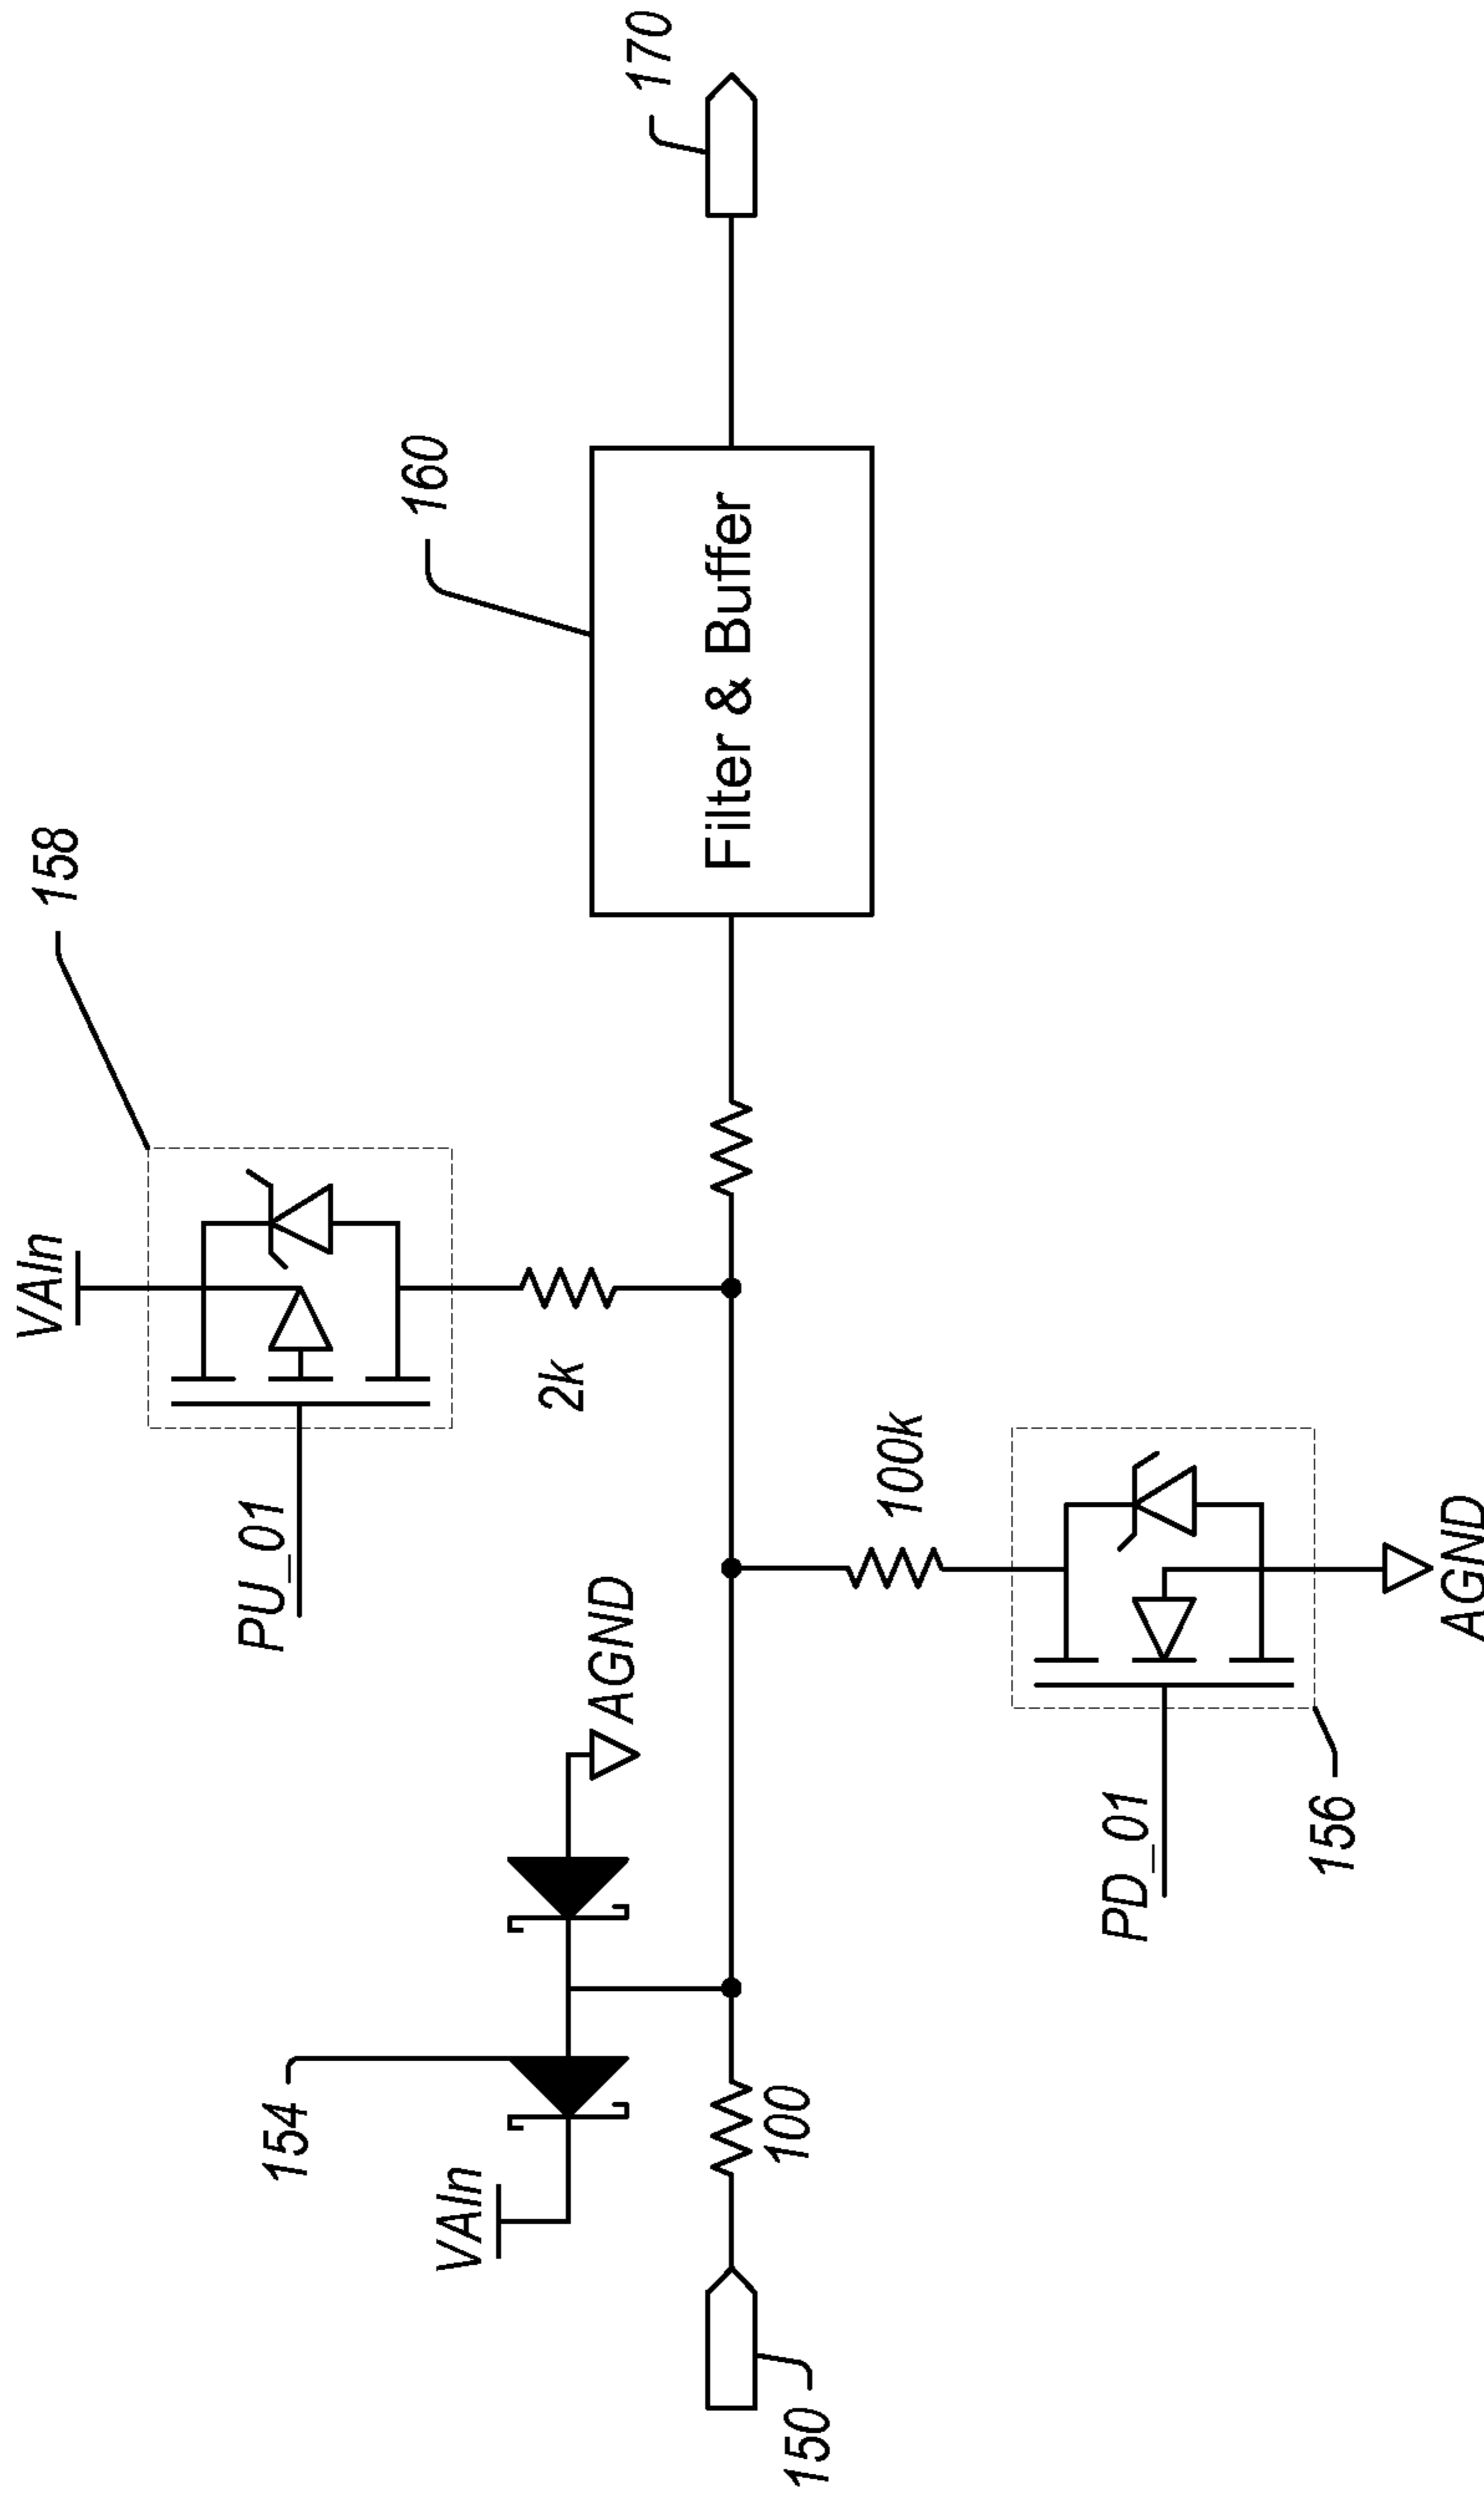 VAIn
158
PU_01
2k
160
Filter & Buffer
170
154
VAIn
AGND
100
150
100k
PD_01
156
AGND